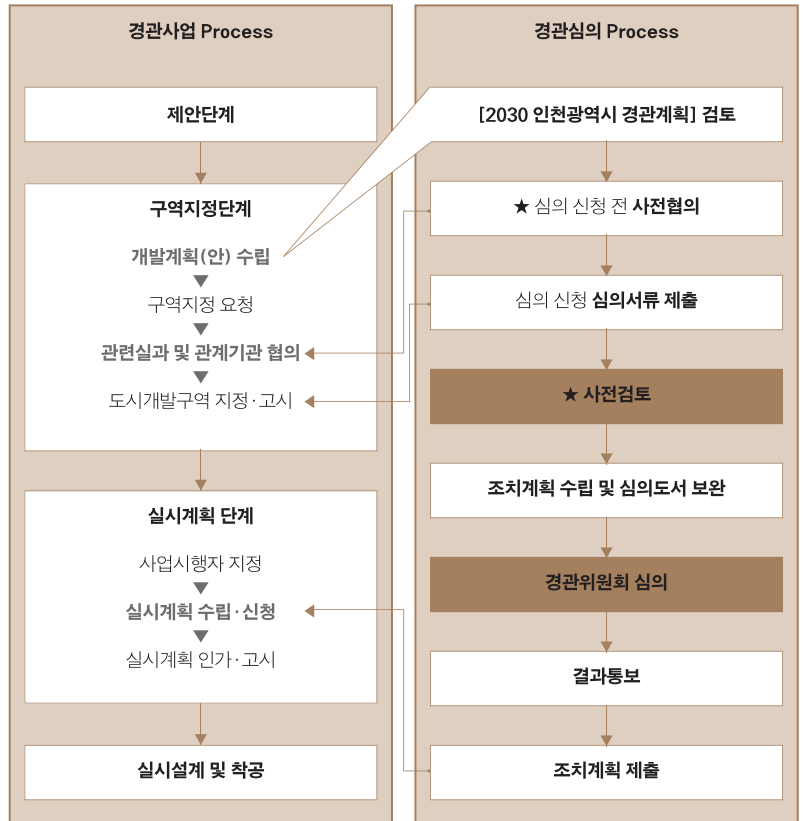 경관사업 Process
제안단계
구역지정단계
개발계획(안) 수립
구역지정 요청
관련실과 및 관계기관 협의
도시개발구역 지정·고시
실시계획 단계
사업시행자 지정
실시계획 수립·신청
실시계획 인가·고시
실시설계 및 착공
경관심의 Process
[2030 인천광역시 경관계획] 검토
★ 심의 신청 전 사전협의
심의 신청 심의서류 제출
★ 사전검토
조치계획 수립 및 심의도서 보완
경관위원회 심의
결과통보
조치계획 제출